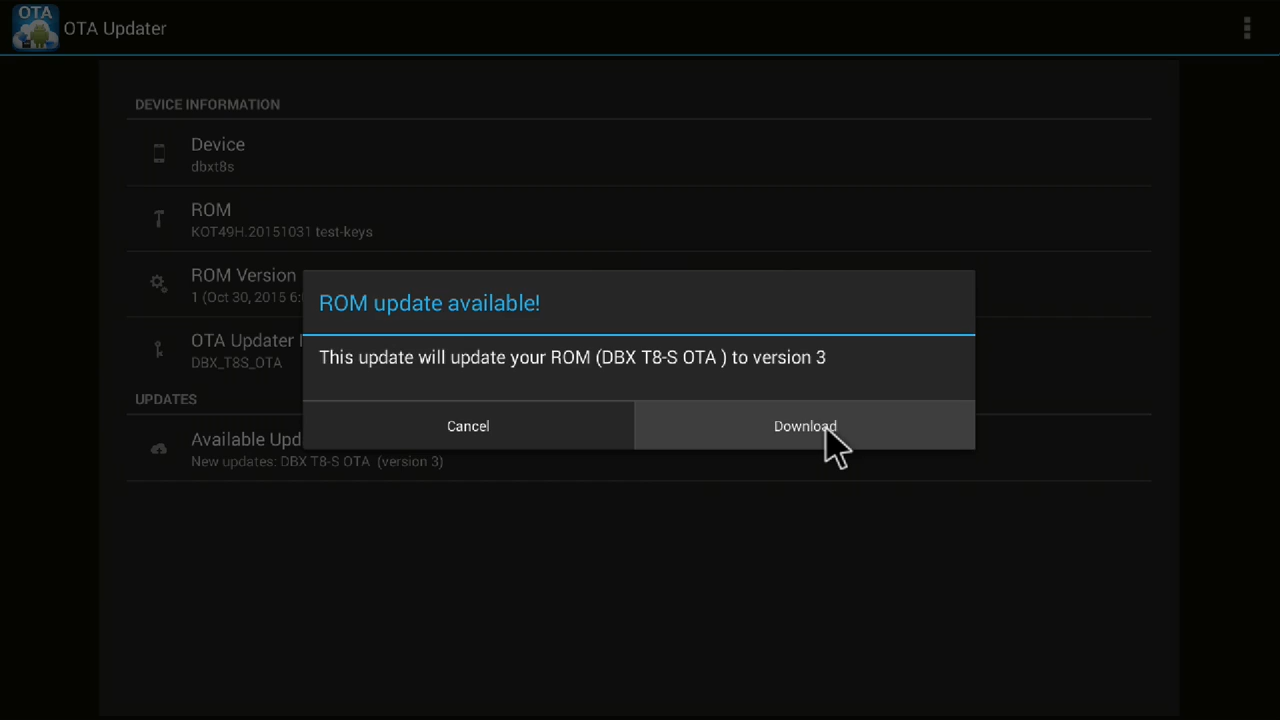 OTA
OTA Updater
DEVICE INFORMATION
Device
dbxt8s
ROM
KOT49H.20151031 test-keys
ROM Version
1 (Oct 30, 2015 6:
OTA Updater
DBX_T8S_OTA
ROM update available!
This update will update your ROM (DBX T8-S OTA ) to version 3
Cancel
Download
UPDATES
Available Upd
New updates: DBX T8-S OTA (version 3)